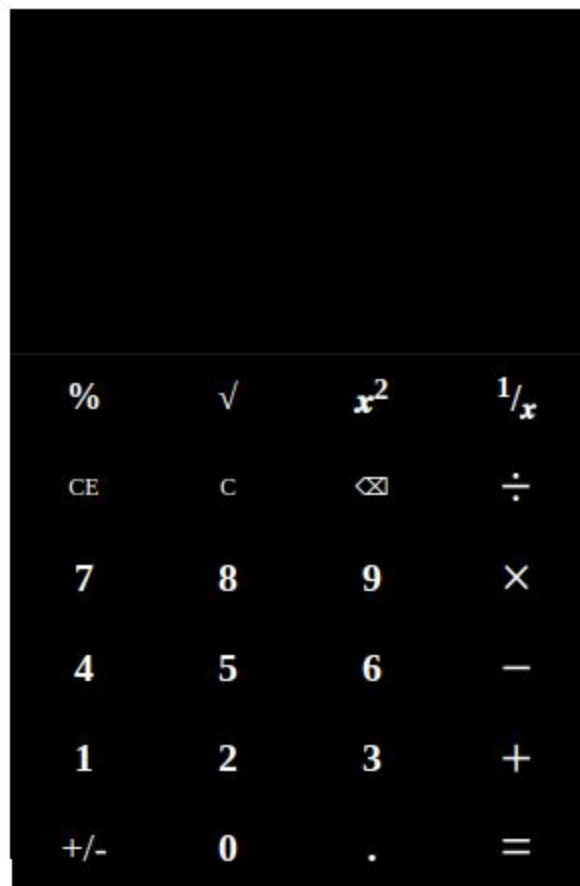 % √ x² ¹/ₓ
CE C ⌫ ÷
7 8 9 ×
4 5 6 −
1 2 3 +
+/- 0 . =